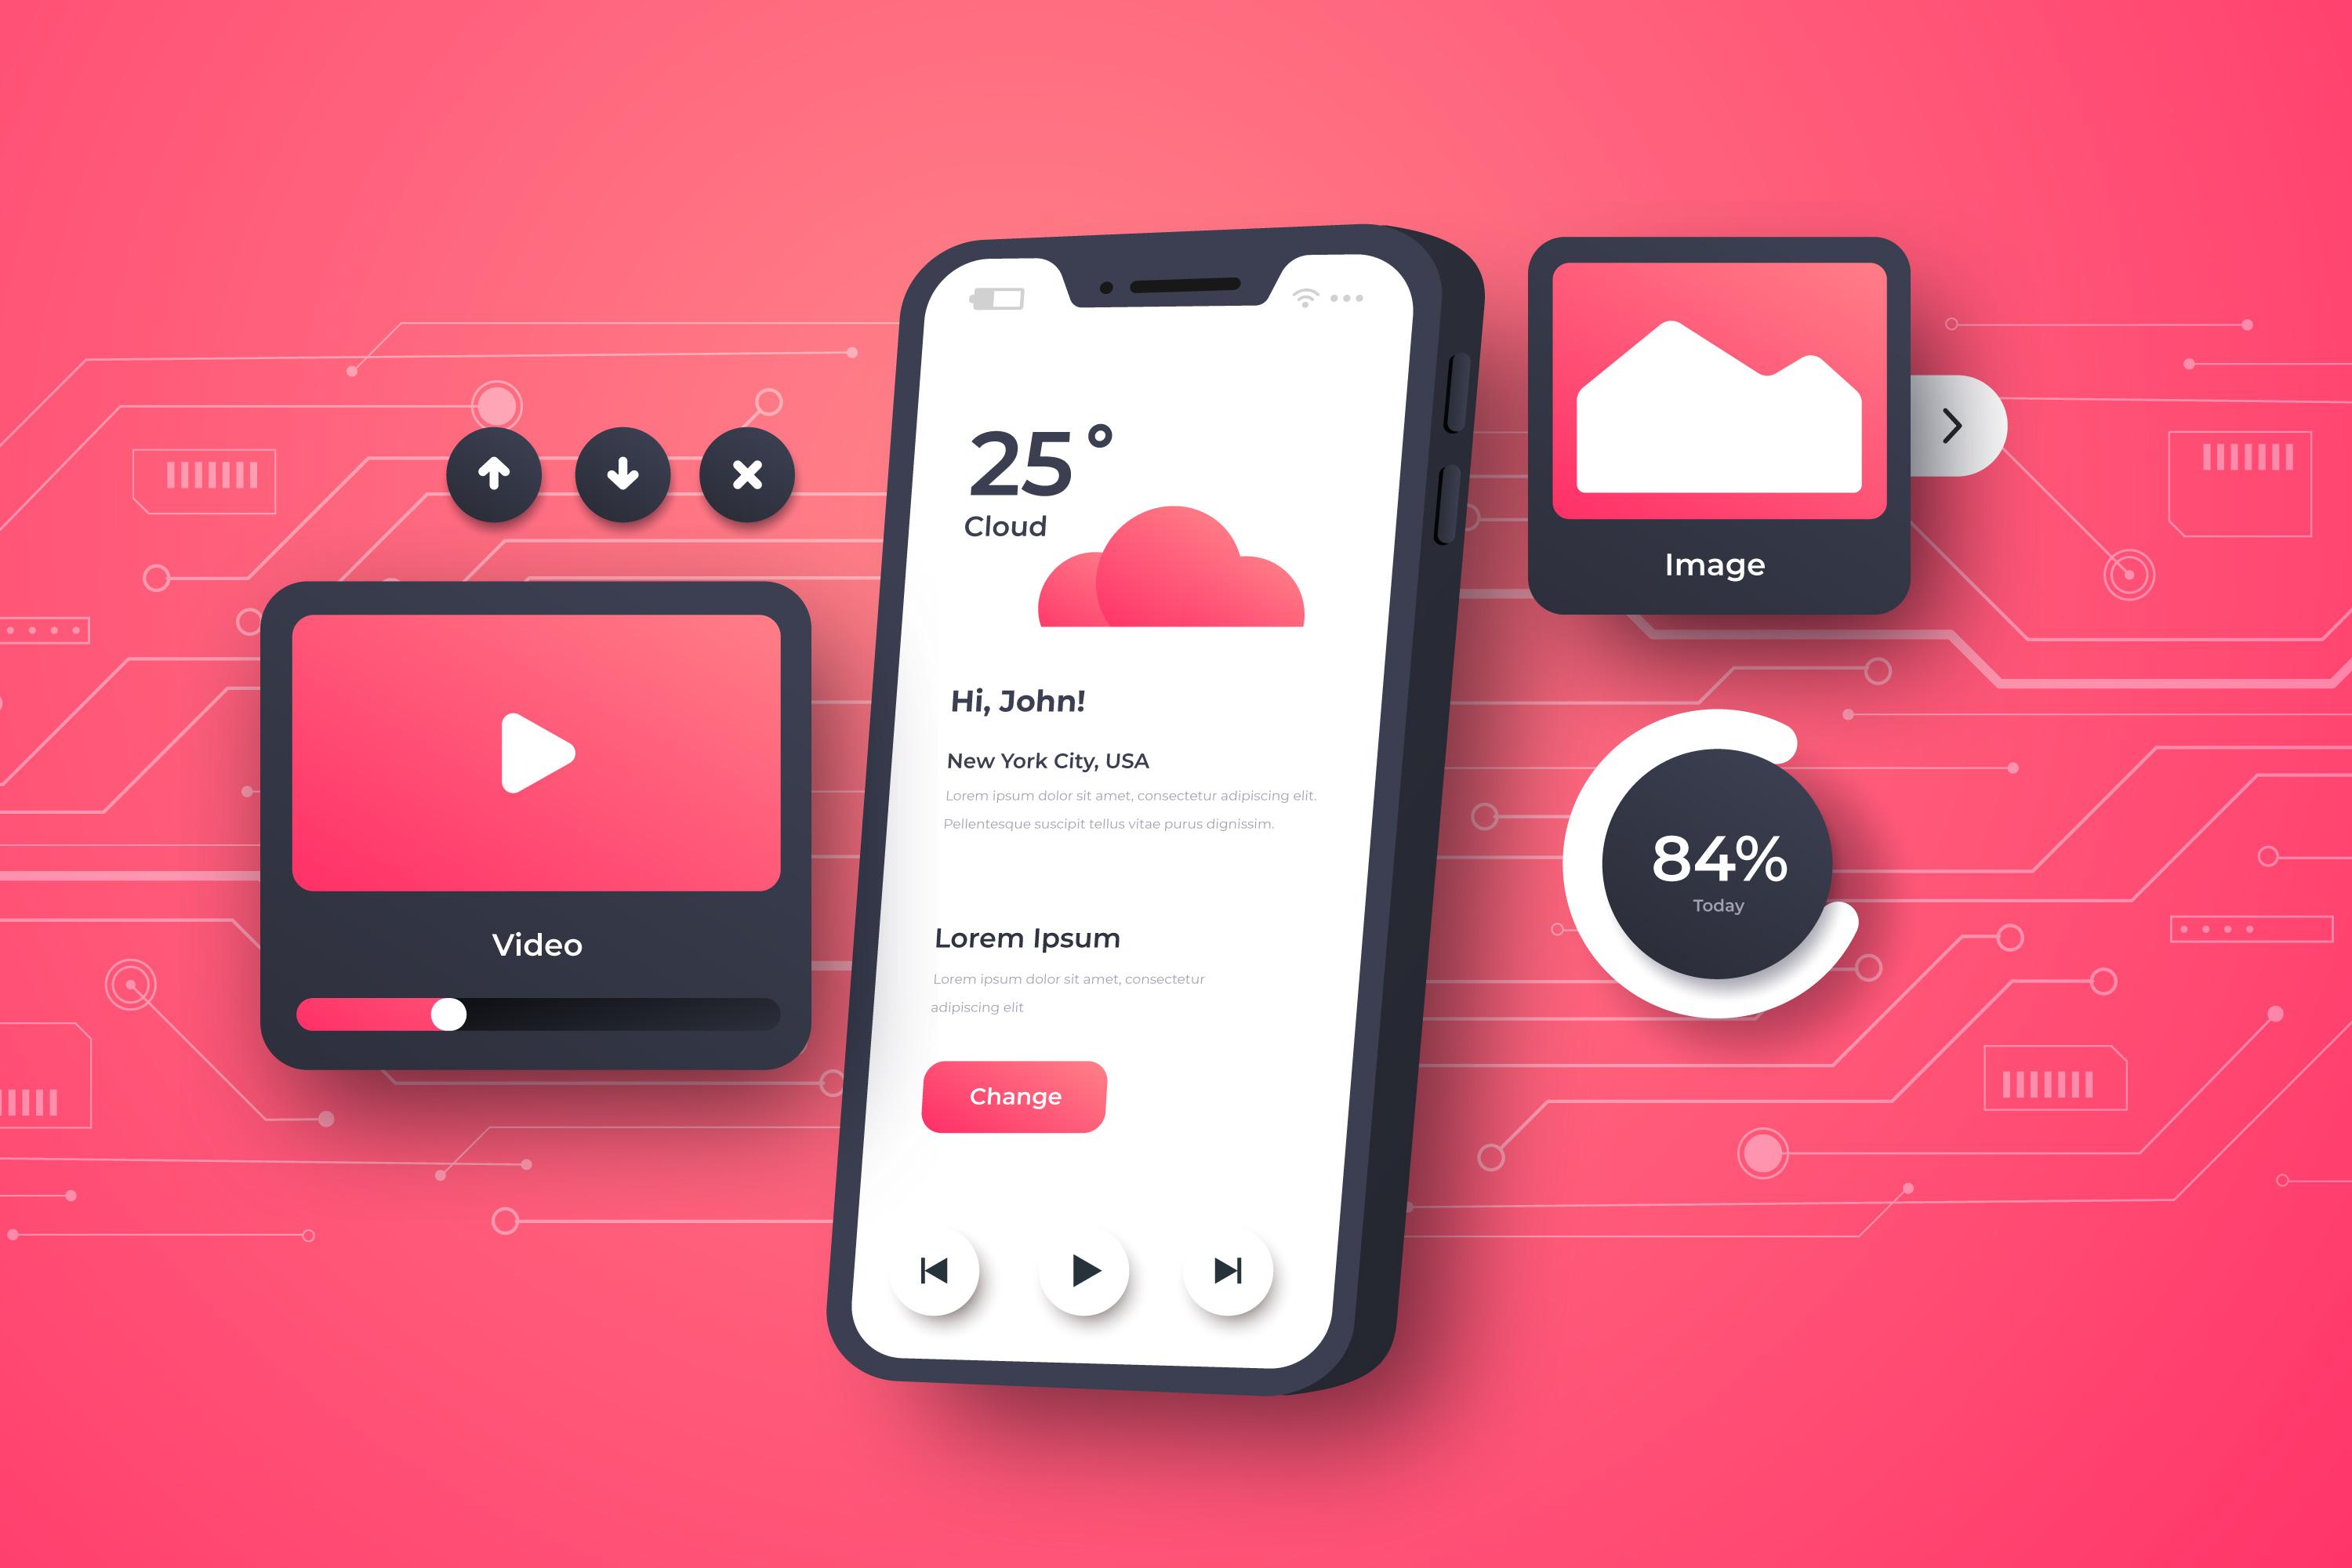 25°
Cloud
Hi, John!
New York City, USA
Lorem ipsum dolor sit amet, consectetur adipiscing elit.
Pellentesque suscipit tellus vitae purus dignissim.
Lorem Ipsum
Lorem ipsum dolor sit amet, consectetur
adipiscing elit
Change
Video
Image
84%
Today